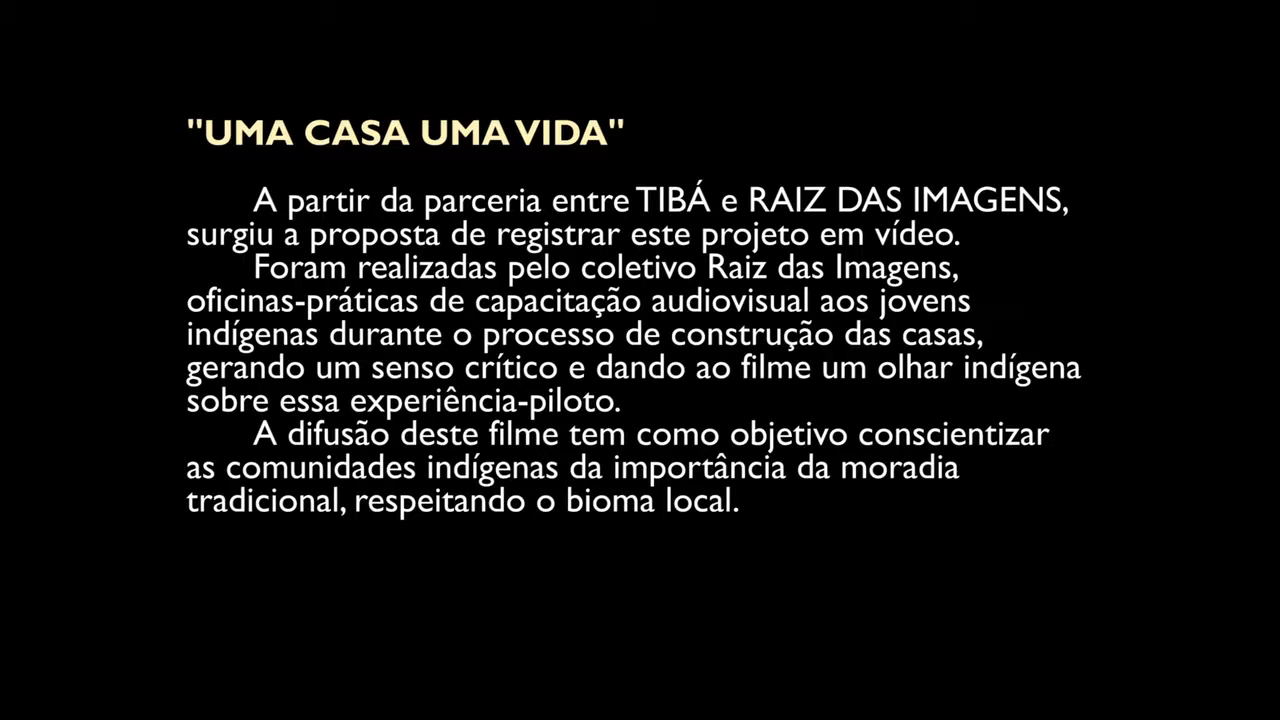 "UMA CASA UMA VIDA"
A partir da parceria entre TIBÁ e RAIZ DAS IMAGENS,
surgiu a proposta de registrar este projeto em vídeo.
Foram realizadas pelo coletivo Raiz das Imagens,
oficinas-práticas de capacitação audiovisual aos jovens
indígenas durante o processo de construção das casas,
gerando um senso crítico e dando ao filme um olhar indígena
sobre essa experiência-piloto.
A difusão deste filme tem como objetivo conscientizar
as comunidades indígenas da importância da moradia
tradicional, respeitando o bioma local.